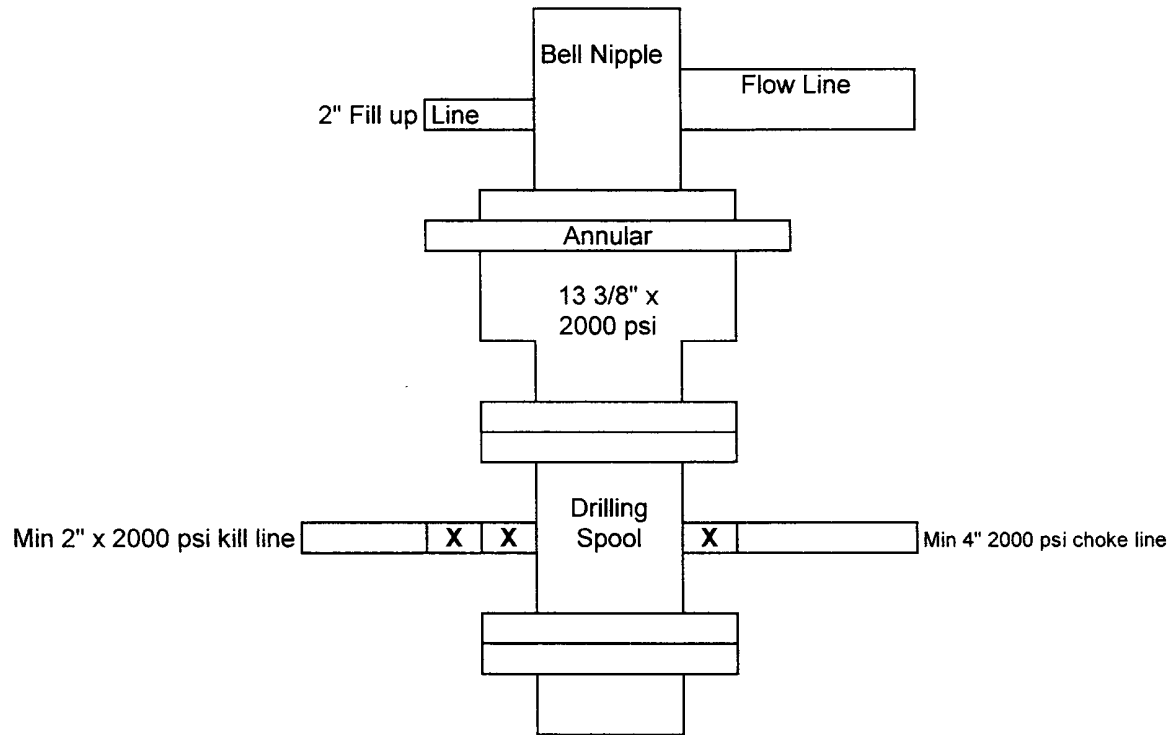 Bell Nipple
Flow Line
2" Fill up Line
Annular
13 3/8" x
2000 psi
Drilling
Spool
Min 2" x 2000 psi kill line
X X
X
Min 4" 2000 psi choke line